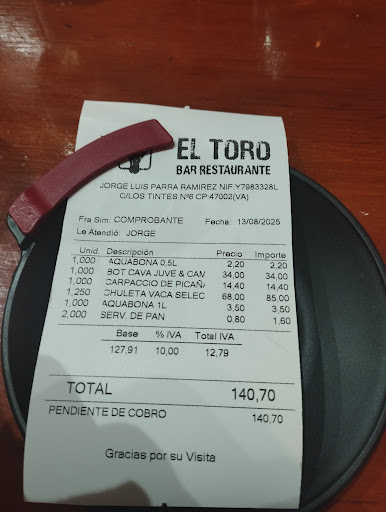 EL TORO
BAR RESTAURANTE
JORGE LUIS PARRA RAMIREZ NIF:Y7983328L
C/LOS TINTES Nº6 CP:47002(VA)
Fra Sim: COMPROBANTE Fecha: 13/08/2025
Le Atendió: JORGE
Unid. Descripción Precio Importe
1,000 AQUABONA 0,5L 2,20 2,20
1,000 BOT CAVA JUVE & CAM 34,00 34,00
1,000 CARPACCIO DE PICAÑA 14,40 14,40
1,250 CHULETA VACA SELEC 68,00 85,00
1,000 AQUABONA 1L 3,50 3,50
2,000 SERV. DE PAN 0,80 1,60
Base % IVA Total IVA
127,91 10,00 12,79
TOTAL 140,70
PENDIENTE DE COBRO 140,70
Gracias por su Visita